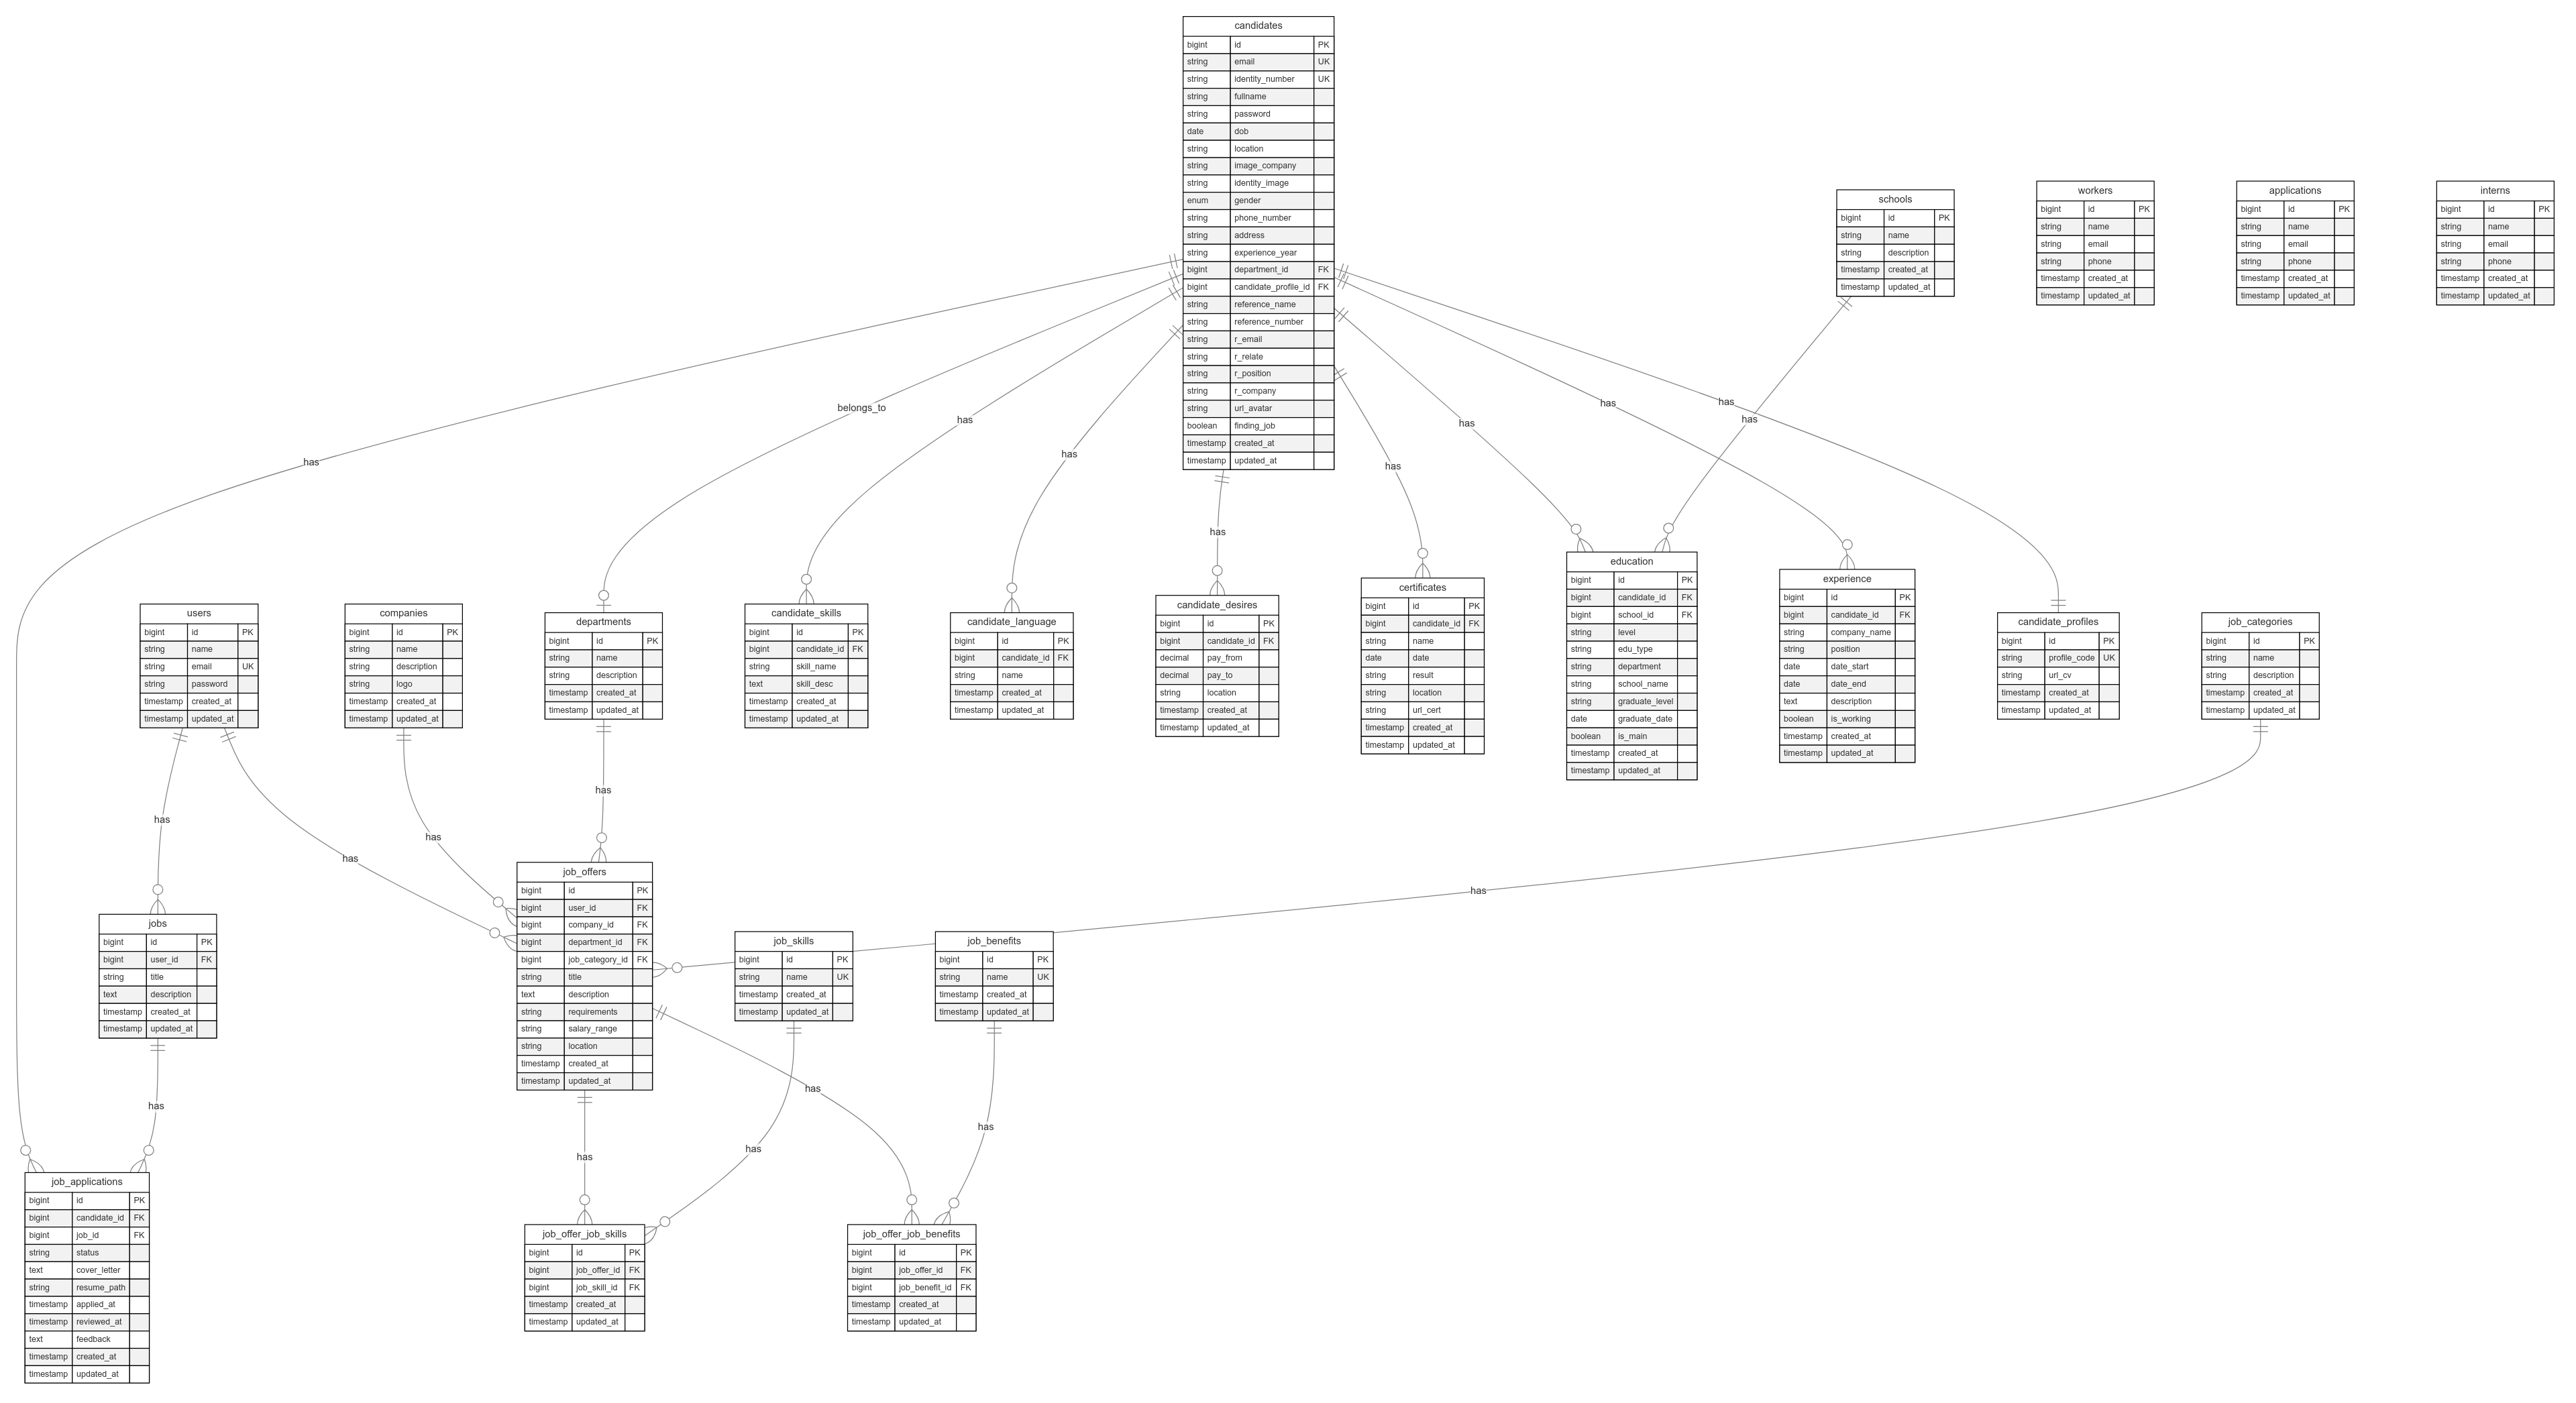 candidates
bigint id PK
string email UK
string identity_number UK
string fullname
string password
date dob
string location
string image_company
string identity_image
enum gender
string phone_number
string address
string experience_year
bigint department_id FK
bigint candidate_profile_id FK
string reference_name
string reference_number
string r_email
string r_relate
string r_position
string r_company
string url_avatar
boolean finding_job
timestamp created_at
timestamp updated_at
schools
bigint id PK
string name
string description
timestamp created_at
timestamp updated_at
workers
bigint id PK
string name
string email
string phone
timestamp created_at
timestamp updated_at
applications
bigint id PK
string name
string email
string phone
timestamp created_at
timestamp updated_at
interns
bigint id PK
string name
string email
string phone
timestamp created_at
timestamp updated_at
has
belongs_to
has
has
has
has
has
has
has
has
users
bigint id PK
string name
string email UK
string password
timestamp created_at
timestamp updated_at
companies
bigint id PK
string name
string description
string logo
timestamp created_at
timestamp updated_at
departments
bigint id PK
string name
string description
timestamp created_at
timestamp updated_at
candidate_skills
bigint id PK
bigint candidate_id FK
string skill_name
text skill_desc
timestamp created_at
timestamp updated_at
candidate_language
bigint id PK
bigint candidate_id FK
string name
timestamp created_at
timestamp updated_at
candidate_desires
bigint id PK
bigint candidate_id FK
decimal pay_from
decimal pay_to
string location
timestamp created_at
timestamp updated_at
certificates
bigint id PK
bigint candidate_id FK
string name
date date
string result
string location
string url_cert
timestamp created_at
timestamp updated_at
education
bigint id PK
bigint candidate_id FK
bigint school_id FK
string level
string edu_type
string department
string school_name
string graduate_level
date graduate_date
boolean is_main
timestamp created_at
timestamp updated_at
experience
bigint id PK
bigint candidate_id FK
string company_name
string position
date date_start
date date_end
text description
boolean is_working
timestamp created_at
timestamp updated_at
candidate_profiles
bigint id PK
string profile_code UK
string url_cv
timestamp created_at
timestamp updated_at
job_categories
bigint id PK
string name
string description
timestamp created_at
timestamp updated_at
has
has
has
has
has
jobs
bigint id PK
bigint user_id FK
string title
text description
timestamp created_at
timestamp updated_at
job_offers
bigint id PK
bigint user_id FK
bigint company_id FK
bigint department_id FK
bigint job_category_id FK
string title
text description
string requirements
string salary_range
string location
timestamp created_at
timestamp updated_at
job_skills
bigint id PK
string name UK
timestamp created_at
timestamp updated_at
job_benefits
bigint id PK
string name UK
timestamp created_at
timestamp updated_at
has
has
has
has
has
job_applications
bigint id PK
bigint candidate_id FK
bigint job_id FK
string status
text cover_letter
string resume_path
timestamp applied_at
timestamp reviewed_at
text feedback
timestamp created_at
timestamp updated_at
job_offer_job_skills
bigint id PK
bigint job_offer_id FK
bigint job_skill_id FK
timestamp created_at
timestamp updated_at
job_offer_job_benefits
bigint id PK
bigint job_offer_id FK
bigint job_benefit_id FK
timestamp created_at
timestamp updated_at